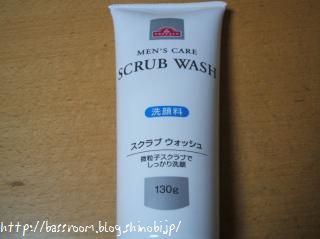 MEN'S CARE
SCRUB WASH
洗顔料
スクラブ ウォッシュ
微粒子スクラブで
しっかり洗顔
130g
http://bassroom.blog.shinobi.jp/